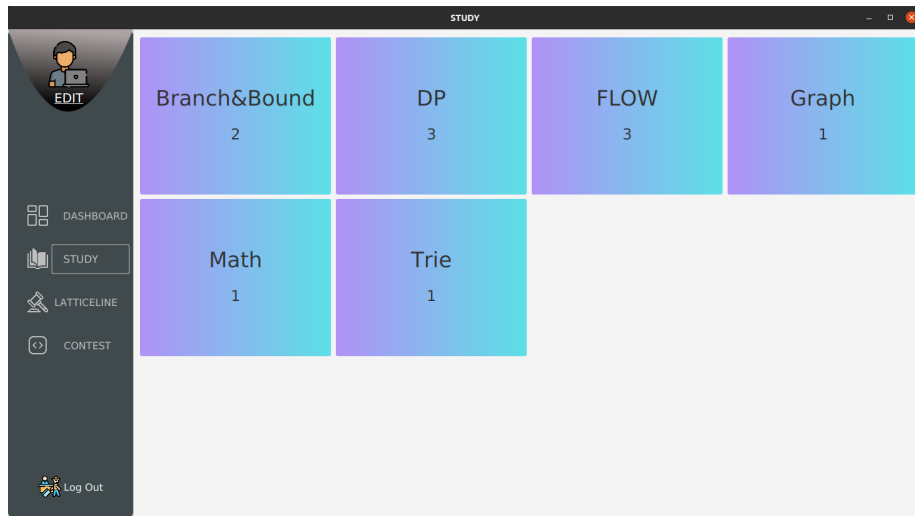 STUDY
EDIT
DASHBOARD
STUDY
LATTICELINE
CONTEST
Log Out
Branch&Bound
2
DP
3
FLOW
3
Graph
1
Math
1
Trie
1